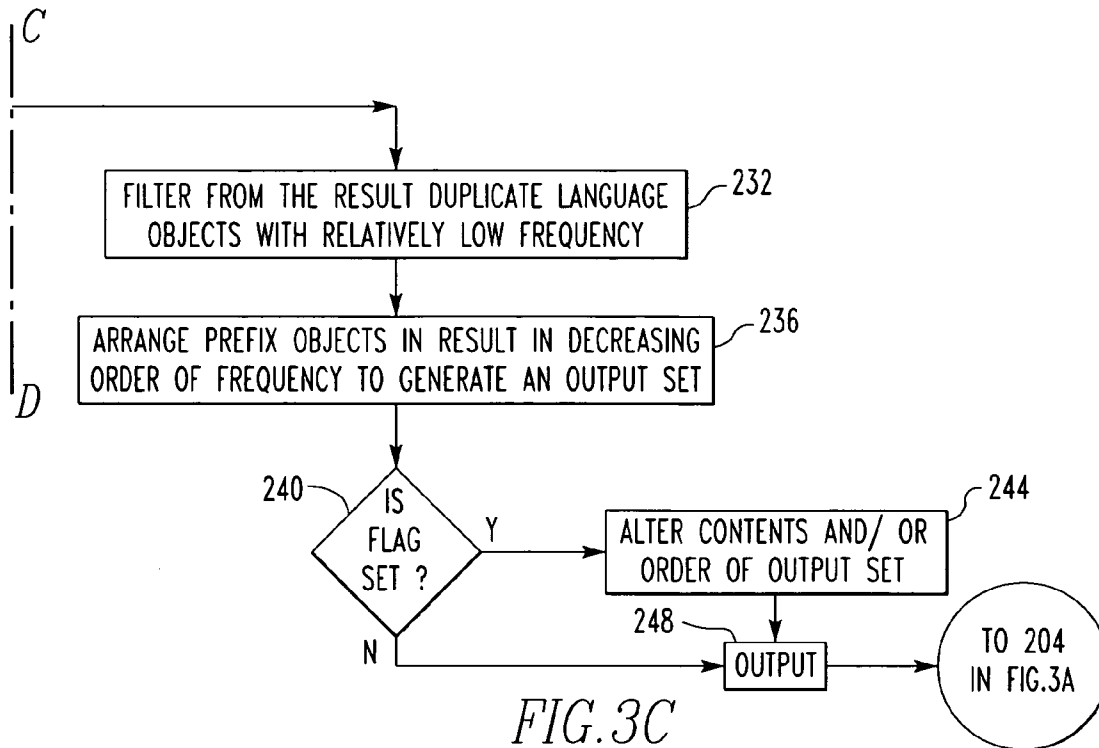 C
FILTER FROM THE RESULT DUPLICATE LANGUAGE
OBJECTS WITH RELATIVELY LOW FREQUENCY
232
ARRANGE PREFIX OBJECTS IN RESULT IN DECREASING
ORDER OF FREQUENCY TO GENERATE AN OUTPUT SET
236
D
240
IS
FLAG
SET ?
Y
N
ALTER CONTENTS AND/ OR
ORDER OF OUTPUT SET
244
248
OUTPUT
TO 204
IN FIG.3A
FIG.3C